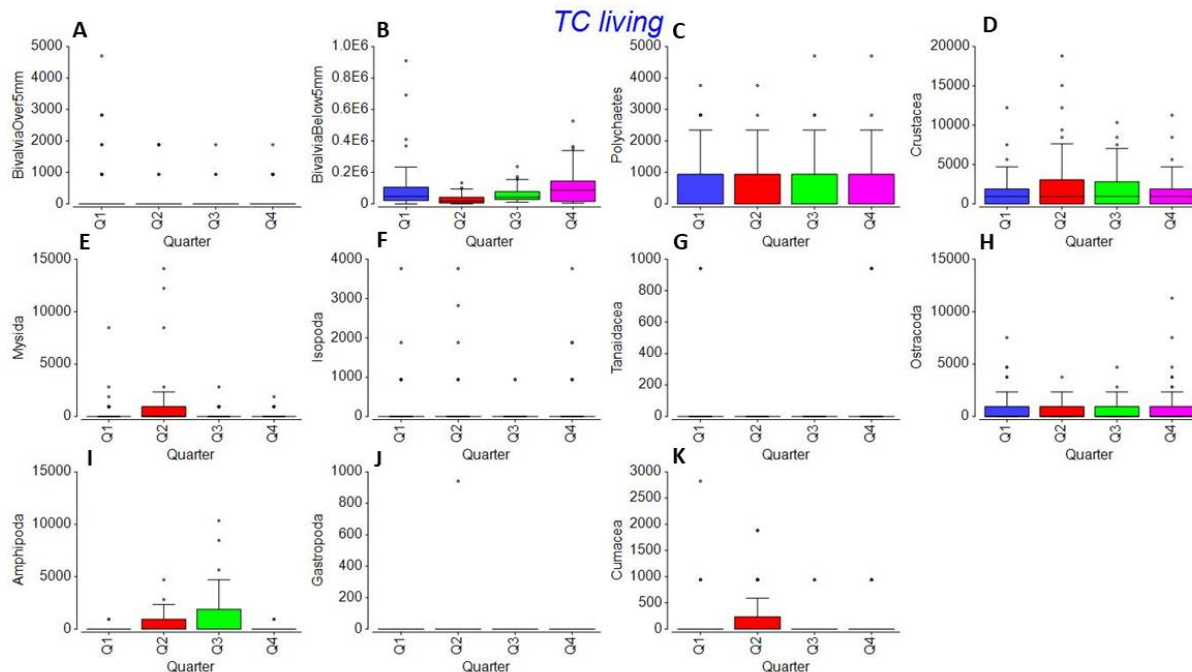 TC living
A
BivalviaOver5mm
5000
4000
3000
2000
1000
0
Q1
Q2
Q3
Q4
Quarter
B
BivalviaBelow5mm
1.0E6
0.8E6
0.6E6
0.4E6
0.2E6
0
Q1
Q2
Q3
Q4
Quarter
C
Polychaetes
5000
4000
3000
2000
1000
0
Q1
Q2
Q3
Q4
Quarter
D
Crustacea
20000
15000
10000
5000
0
Q1
Q2
Q3
Q4
Quarter
E
Mysida
15000
10000
5000
0
Q1
Q2
Q3
Q4
Quarter
F
Isopoda
4000
3000
2000
1000
0
Q1
Q2
Q3
Q4
Quarter
G
Tanaidacea
1000
800
600
400
200
0
Q1
Q2
Q3
Q4
Quarter
H
Ostracoda
15000
10000
5000
0
Q1
Q2
Q3
Q4
Quarter
I
Amphipoda
15000
10000
5000
0
Q1
Q2
Q3
Q4
Quarter
J
Gastropoda
1000
800
600
400
200
0
Q1
Q2
Q3
Q4
Quarter
K
Cumacea
3000
2500
2000
1500
1000
500
0
Q1
Q2
Q3
Q4
Quarter